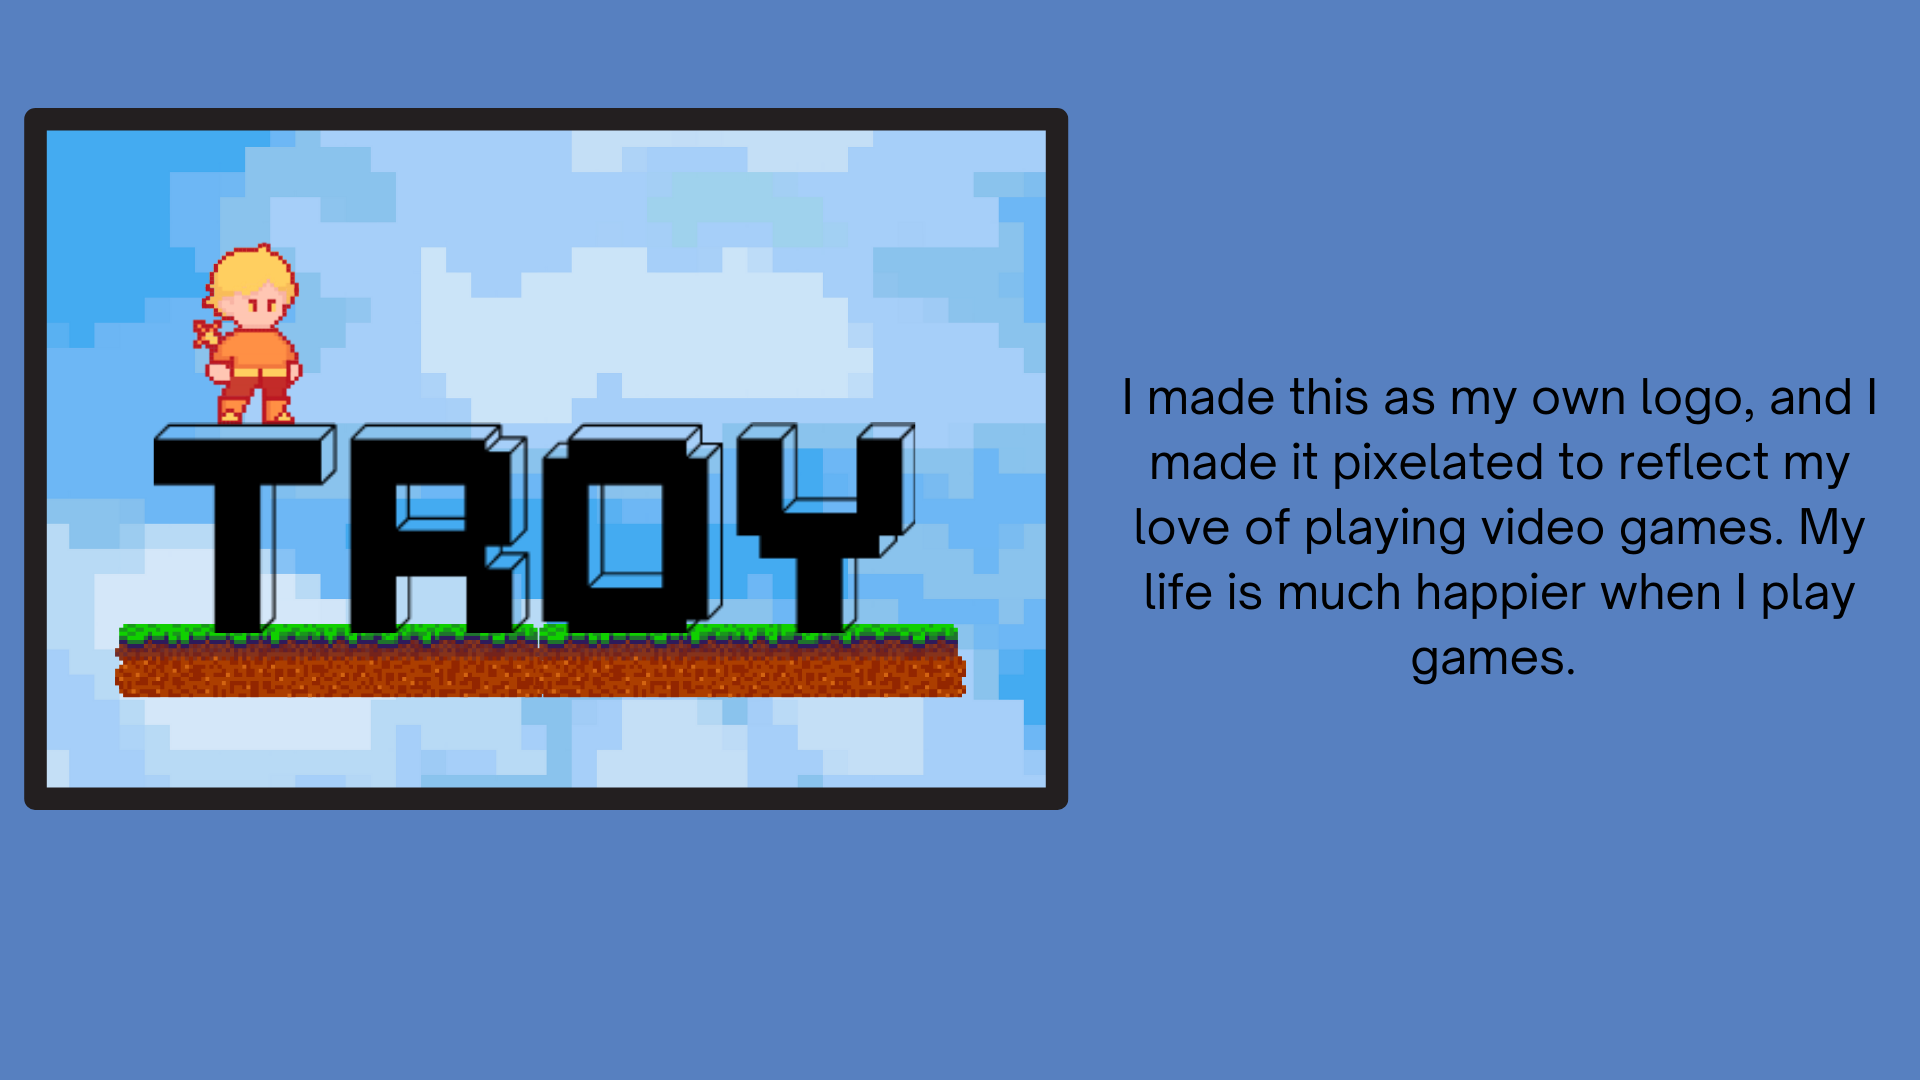 TROY
I made this as my own logo, and I
made it pixelated to reflect my
love of playing video games. My
life is much happier when I play
games.